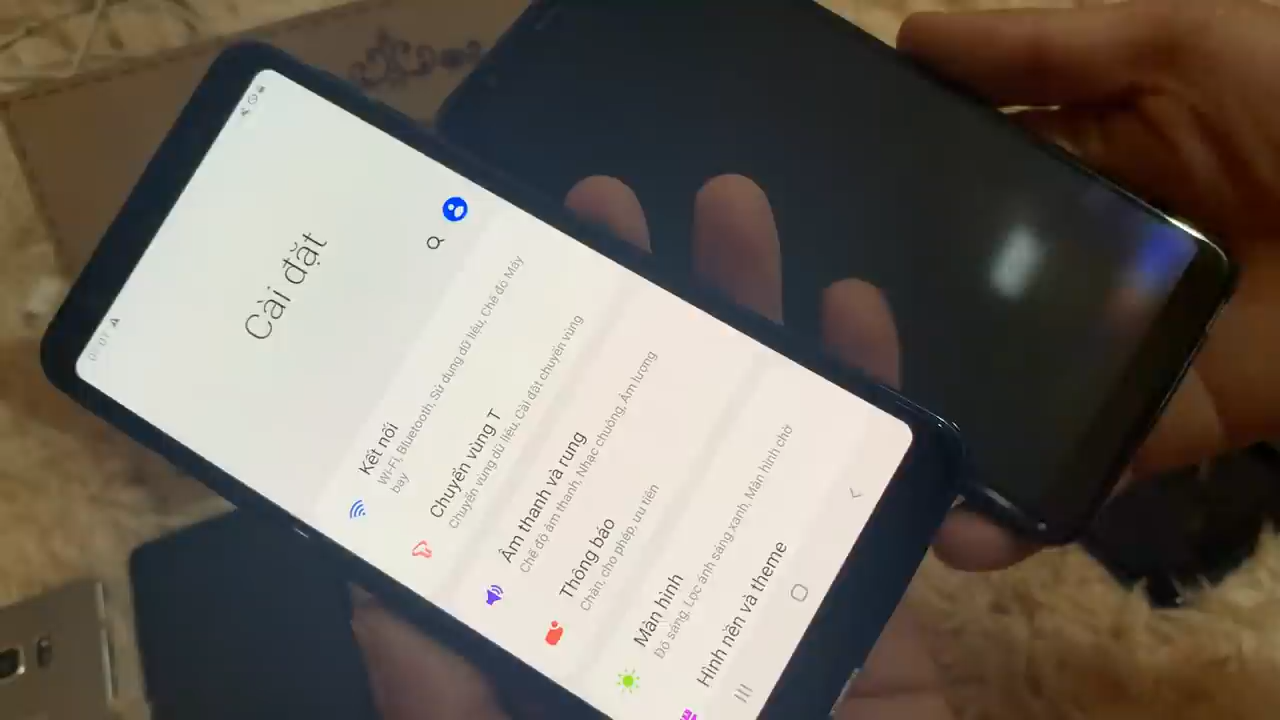 Cài đặt
Kết nối
Wi-Fi, Bluetooth, Sử dụng dữ liệu, Chế độ Máy
bay
Chuyển vùng T
Chuyển vùng dữ liệu, Cài đặt chuyển vùng
Âm thanh và rung
Chế độ âm thanh, Nhạc chuông, Âm lượng
Thông báo
Chặn, cho phép, ưu tiên
Màn hình
Độ sáng, Lọc ánh sáng xanh, Màn hình chờ
Hình nền và theme